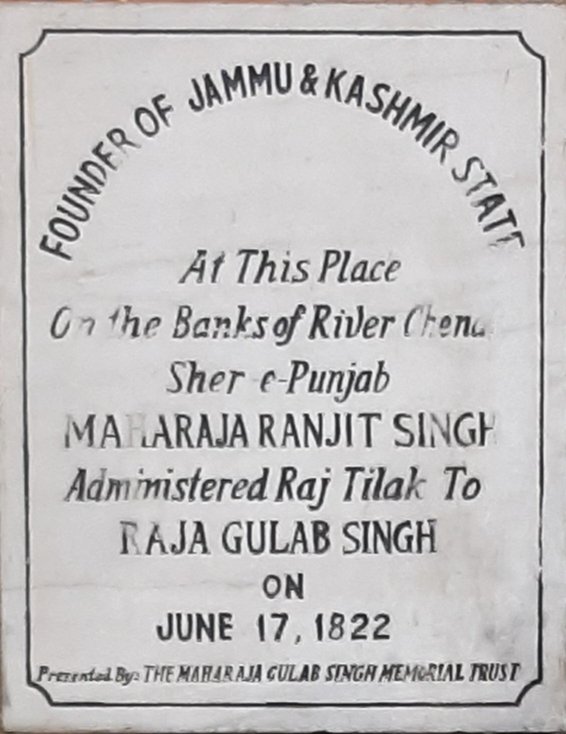 FOUNDER OF JAMMU & KASHMIR STATE
At This Place
On the Banks of River Chena
Sher-e-Punjab
MAHARAJA RANJIT SINGH
Administered Raj Tilak To
RAJA GULAB SINGH
ON
JUNE 17, 1822
Presented By: THE MAHARAJA GULAB SINGH MEMORIAL TRUST